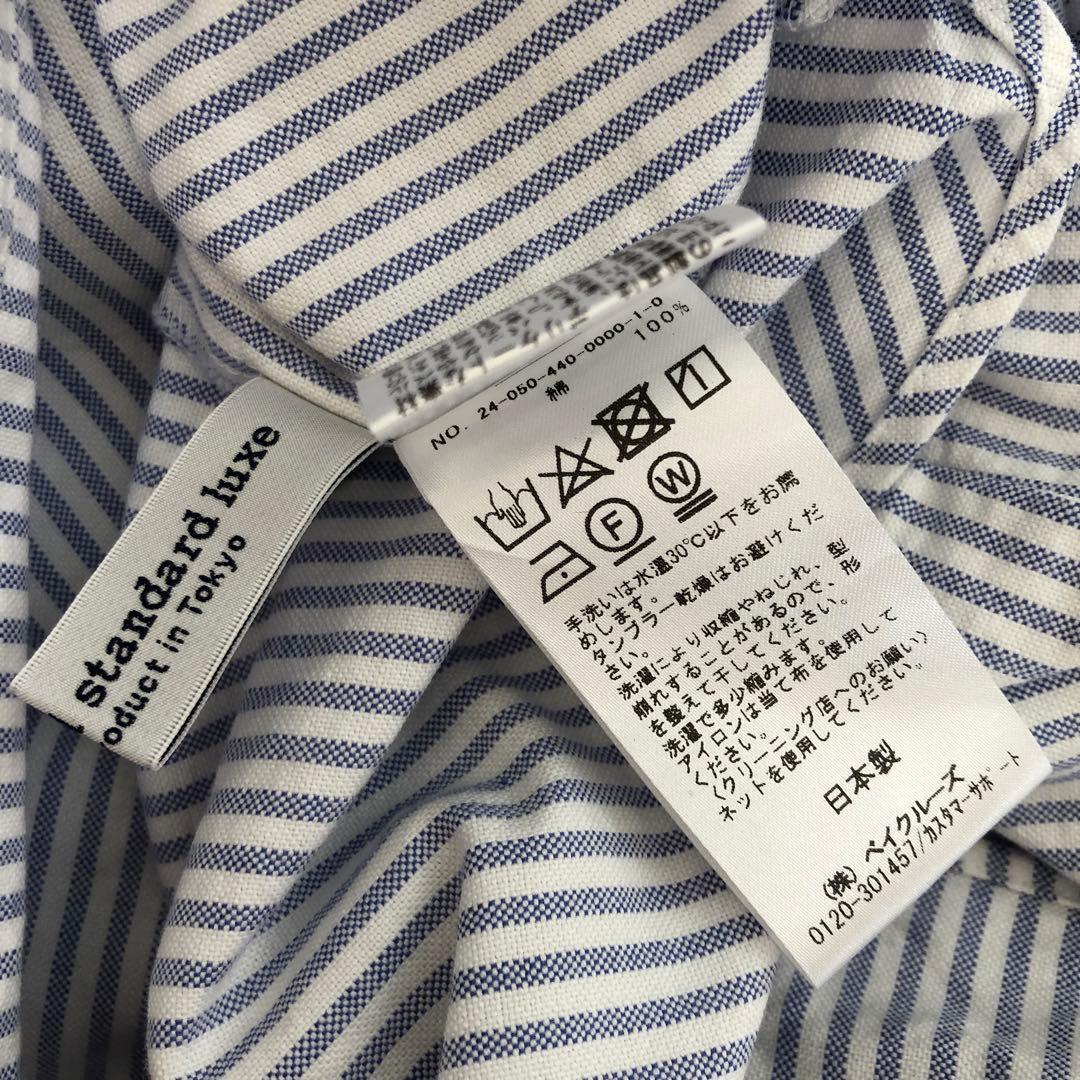 standard luxe
oduct in Tokyo
NO. 24-050-440-0000-1-0
綿 100%
F W
手洗いは水温30℃以下をお薦
めします。
タンブラー乾燥はお避けくだ
さい。
洗濯により収縮やねじれ、型
崩れすることがあるので、形
を整えて干してください。
洗濯で多少縮みます。
アイロンは当て布を使用して
ください。
〈クリーニング店へのお願い〉
ネットを使用してください。
日本製
(株) ベイクルーズ
0120-301457/カスタマーサポート